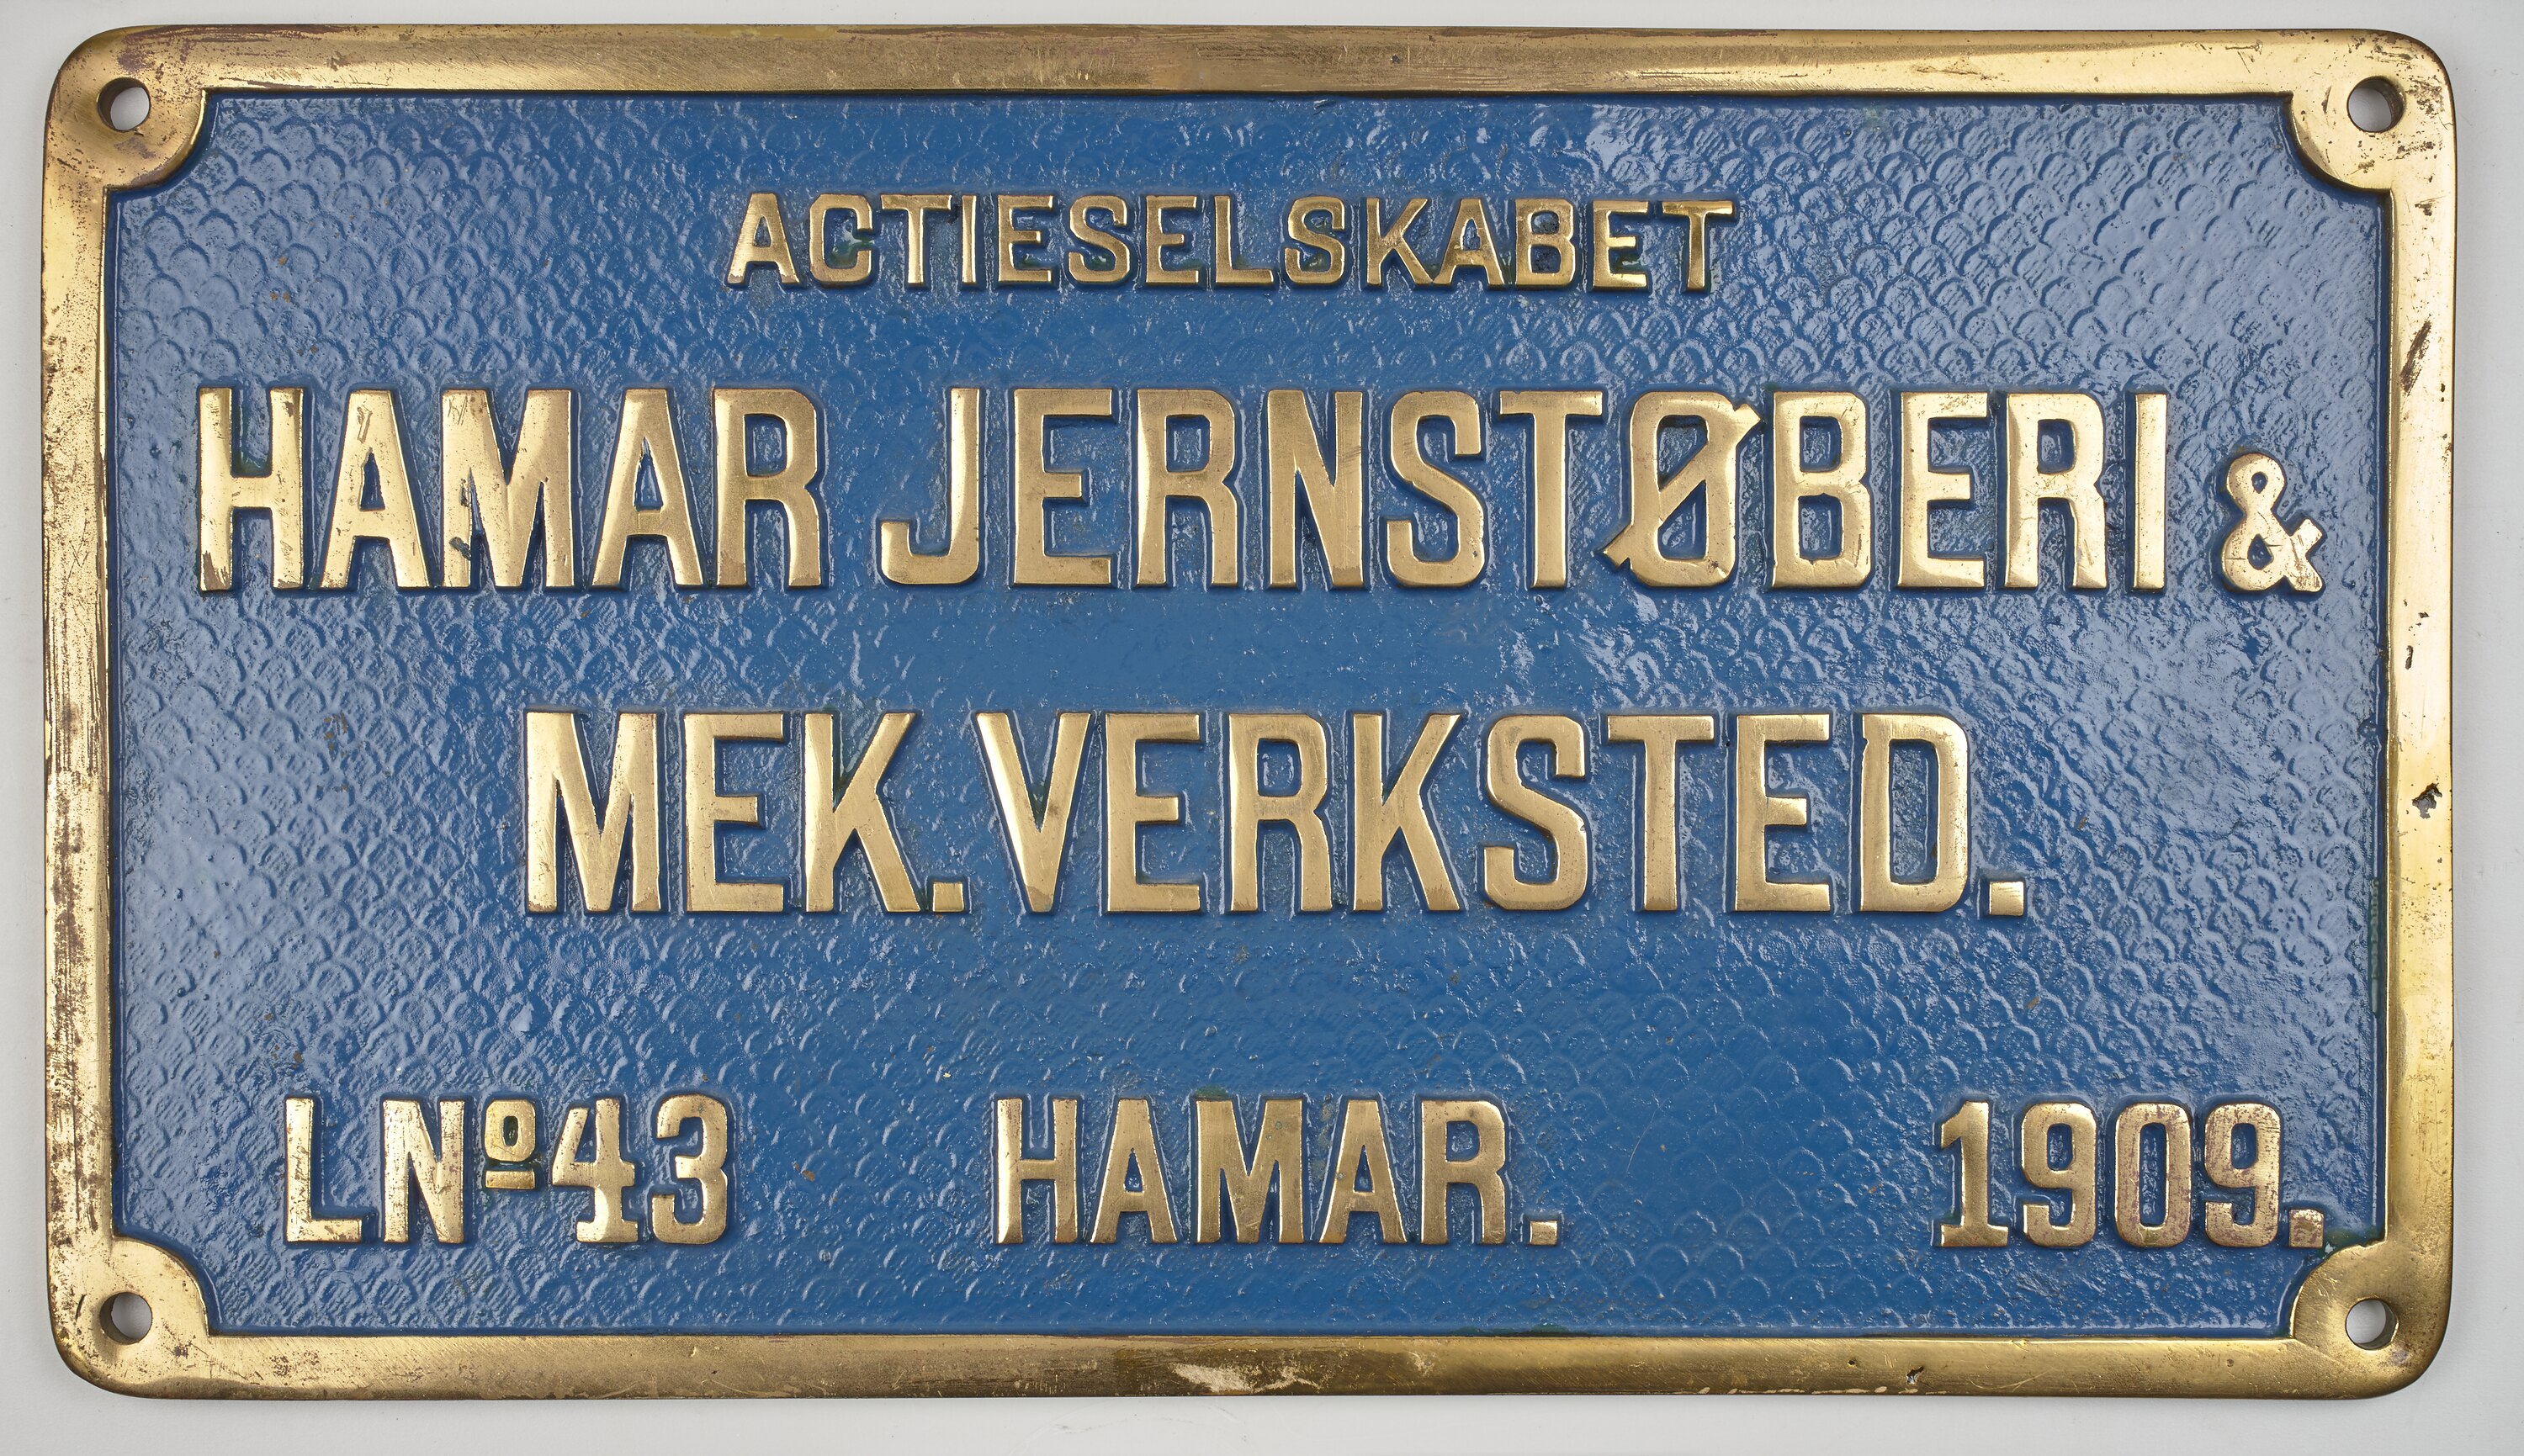 ACTIESELSKABET
HAMAR JERNSTØBERI &
MEK. VERKSTED.
LNº43 HAMAR. 1909.